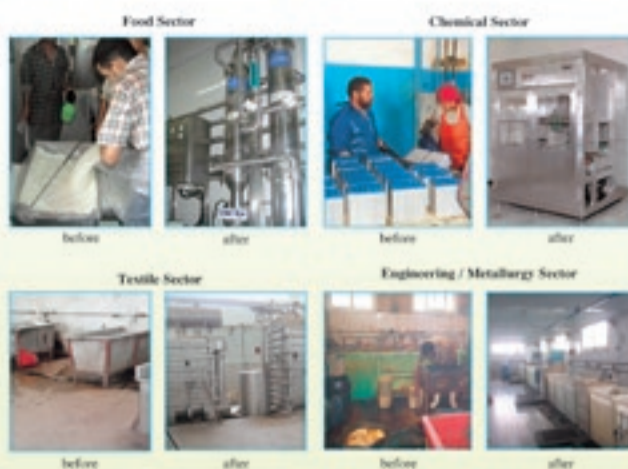 Food Sector
Chemical Sector
before
after
before
after
Textile Sector
Engineering / Metallurgy Sector
before
after
before
after